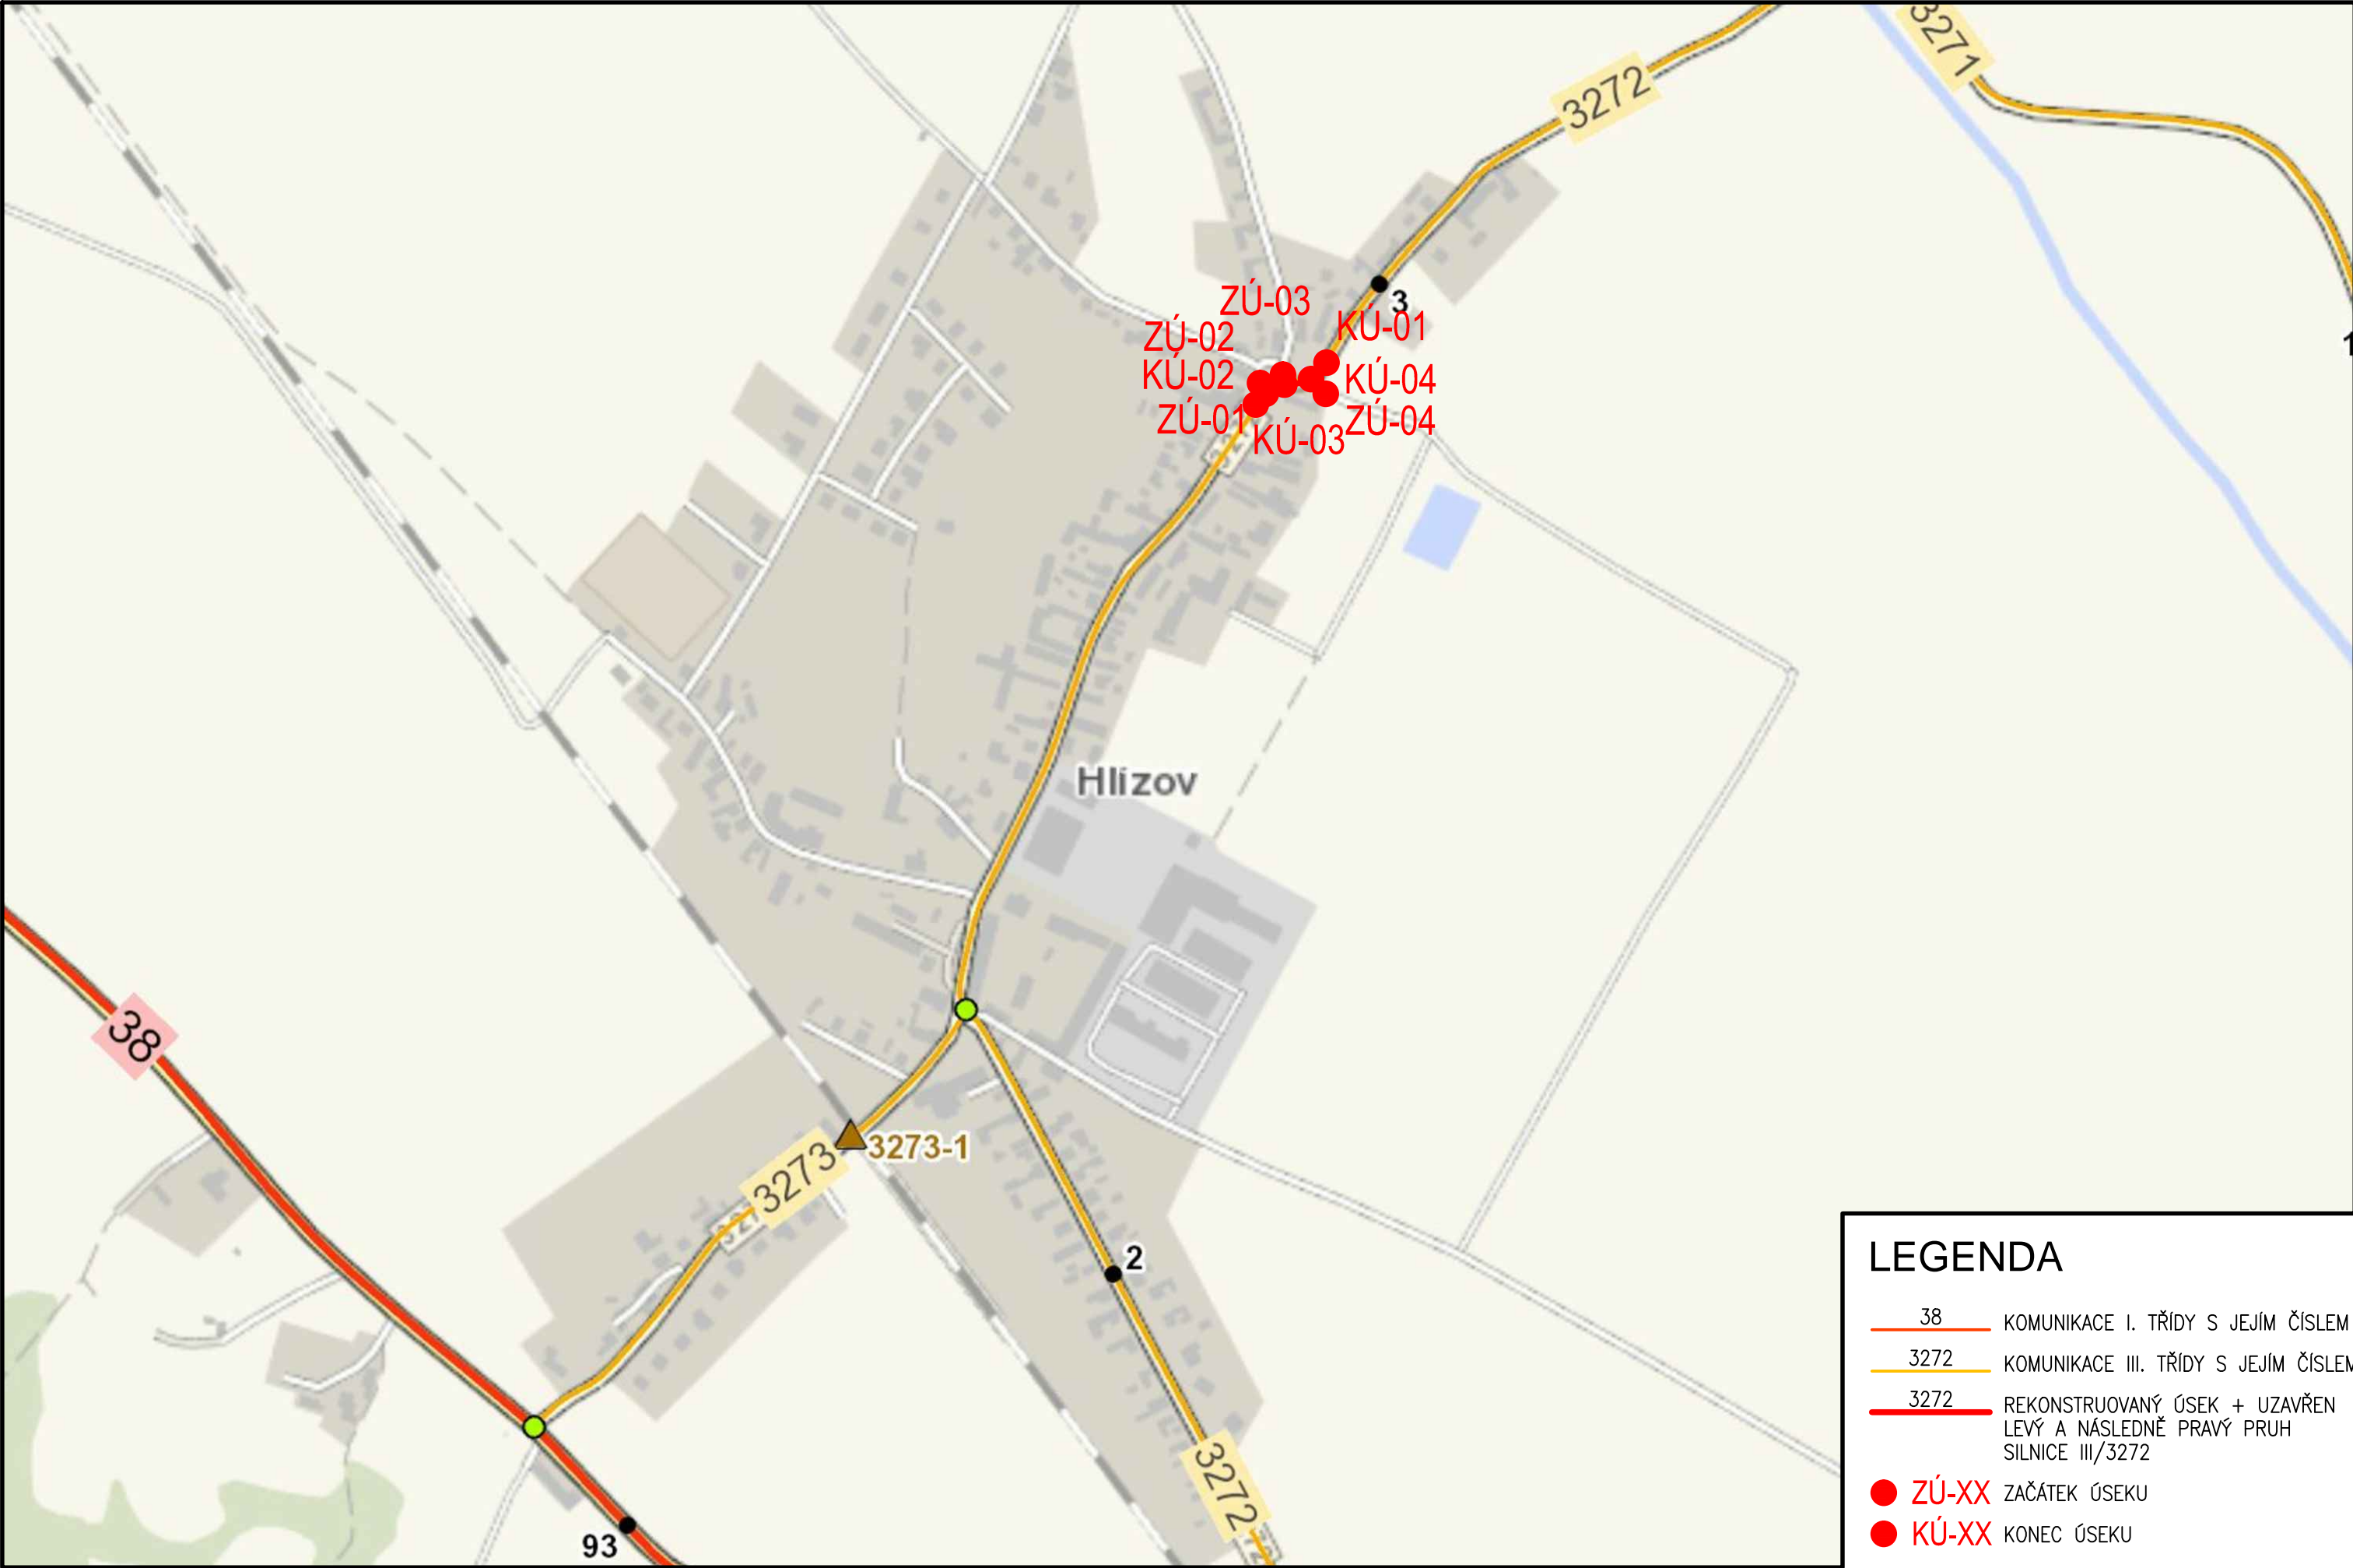 3271
3272
3
ZÚ-03
KÚ-01
ZÚ-02
KÚ-02
KÚ-04
ZÚ-01
ZÚ-04
KÚ-03
1
Hlízov
38
3273-1
3273
2
3272
93
LEGENDA
38 KOMUNIKACE I. TŘÍDY S JEJÍM ČÍSLEM
3272 KOMUNIKACE III. TŘÍDY S JEJÍM ČÍSLEM
3272 REKONSTRUOVANÝ ÚSEK + UZAVŘEN
LEVÝ A NÁSLEDNĚ PRAVÝ PRUH
SILNICE III/3272
ZÚ-XX ZAČÁTEK ÚSEKU
KÚ-XX KONEC ÚSEKU